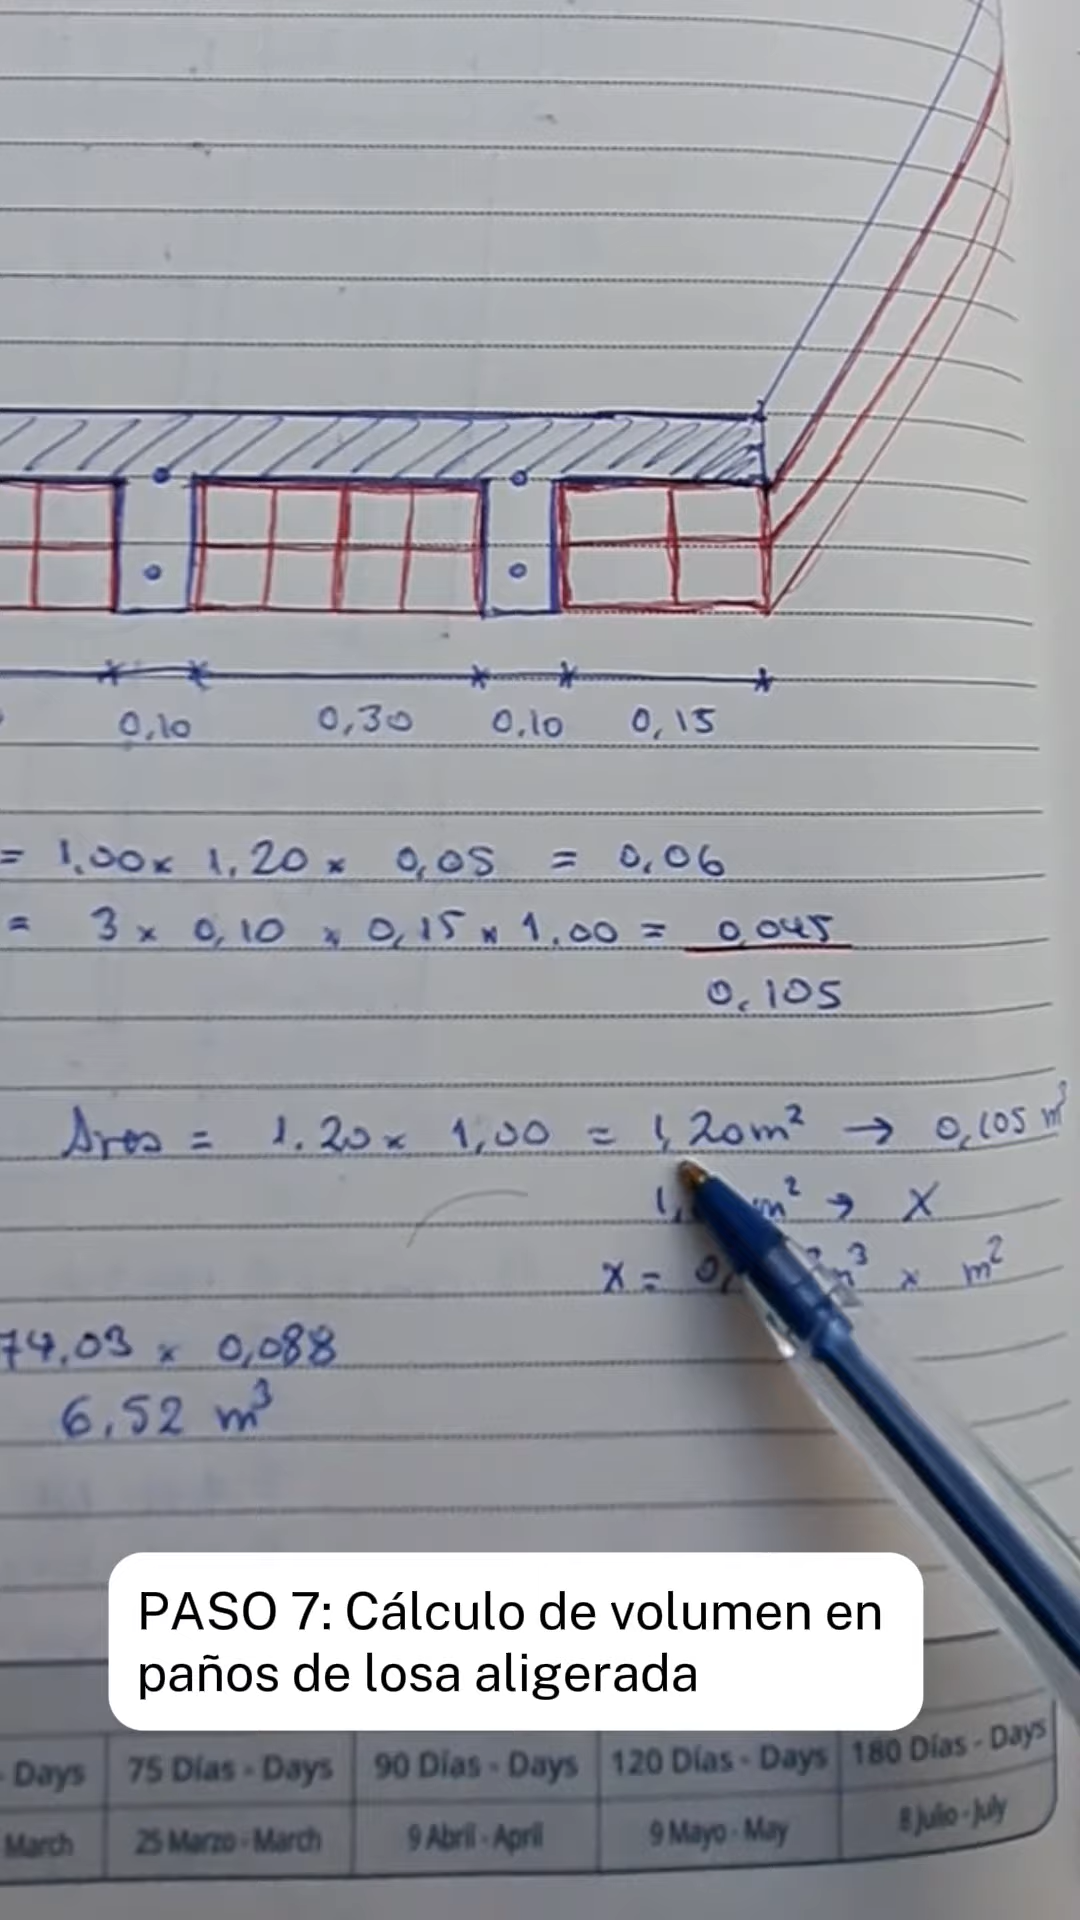 0,10 0,30 0,10 0,15
= 1,00 x 1,20 x 0,05 = 0,06
= 3 x 0,10 x 0,15 x 1,00 = 0,045
0,105
Area = 1.20 x 1,00 = 1,20 m² → 0,105 m³
1, m² → X
X = 0, m³ x m²
74,03 x 0,088
6,52 m³
PASO 7: Cálculo de volumen en
paños de losa aligerada
- Days 75 Días - Days 90 Días - Days 120 Días - Days 180 Días - Days
March 25 Marzo - March 9 Abril - April 9 Mayo - May 8 Julio - July